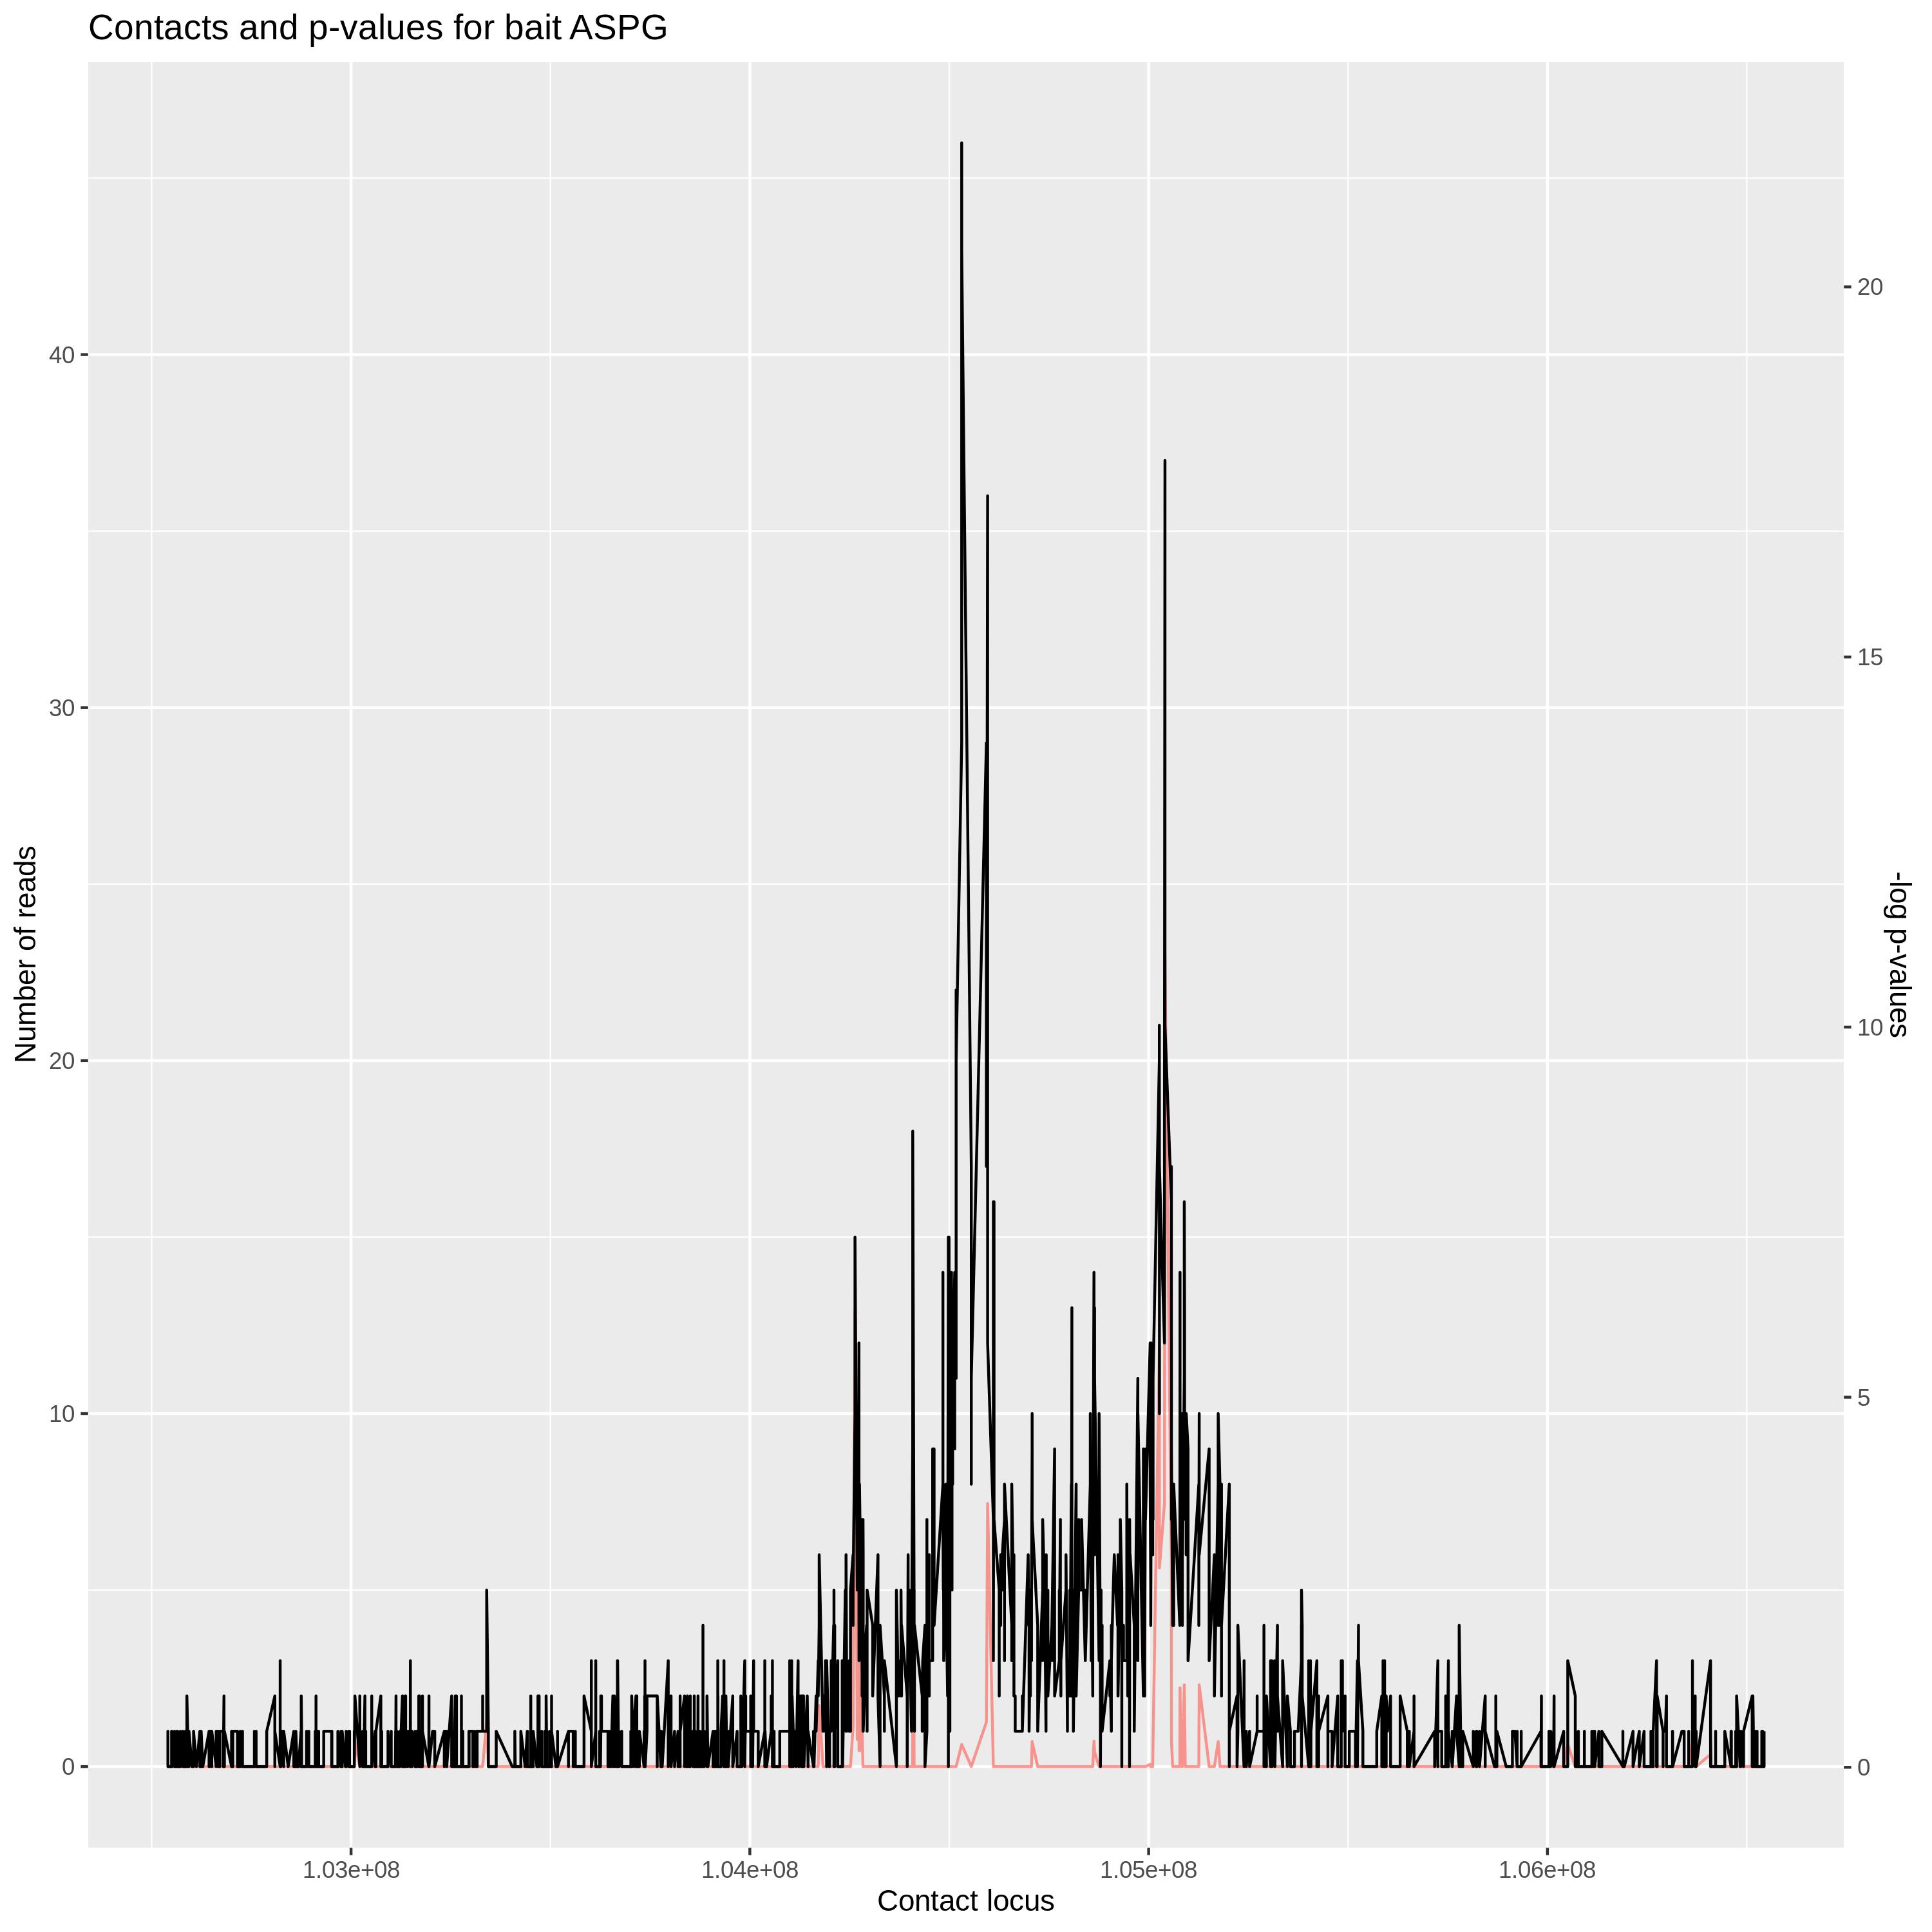 Contacts and p-values for bait ASPG
Number of reads
40
30
20
10
0
20
15
10
5
0
-log p-values
1.03e+08
1.04e+08
1.05e+08
1.06e+08
Contact locus